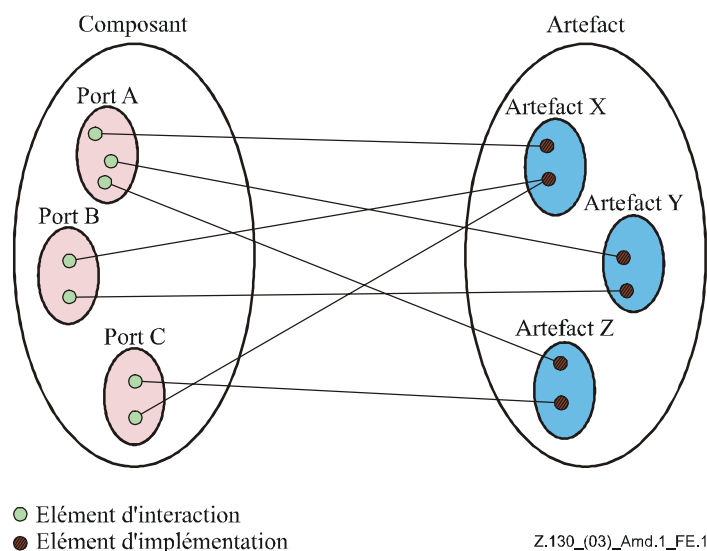 Composant
Artefact
Port A
Artefact X
Port B
Artefact Y
Port C
Artefact Z
Elément d'interaction
Elément d'implémentation
Z.130_(03)_Amd.1_FE.1